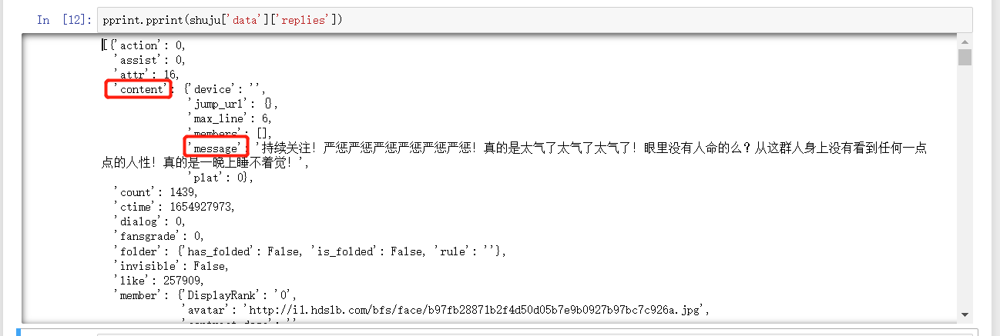 In [12]: pprint.pprint(shuju['data']['replies'])
[{'action': 0,
'assist': 0,
'attr': 16,
'content': {'device': '',
'jump_url': {},
'max_line': 6,
'members': [],
'message': '持续关注！严惩严惩严惩严惩严惩严惩！真的是太气了太气了太气了！眼里没有人命的么？从这群人身上没有看到任何一点
点的人性！真的是一晚上睡不着觉！',
'plat': 0},
'count': 1439,
'ctime': 1654927973,
'dialog': 0,
'fansgrade': 0,
'folder': {'has_folded': False, 'is_folded': False, 'rule': ''},
'invisible': False,
'like': 257909,
'member': {'DisplayRank': '0',
'avatar': 'http://i1.hdslb.com/bfs/face/b97fb28871b2f4d50d05b7e9b0927b97bc7c926a.jpg',